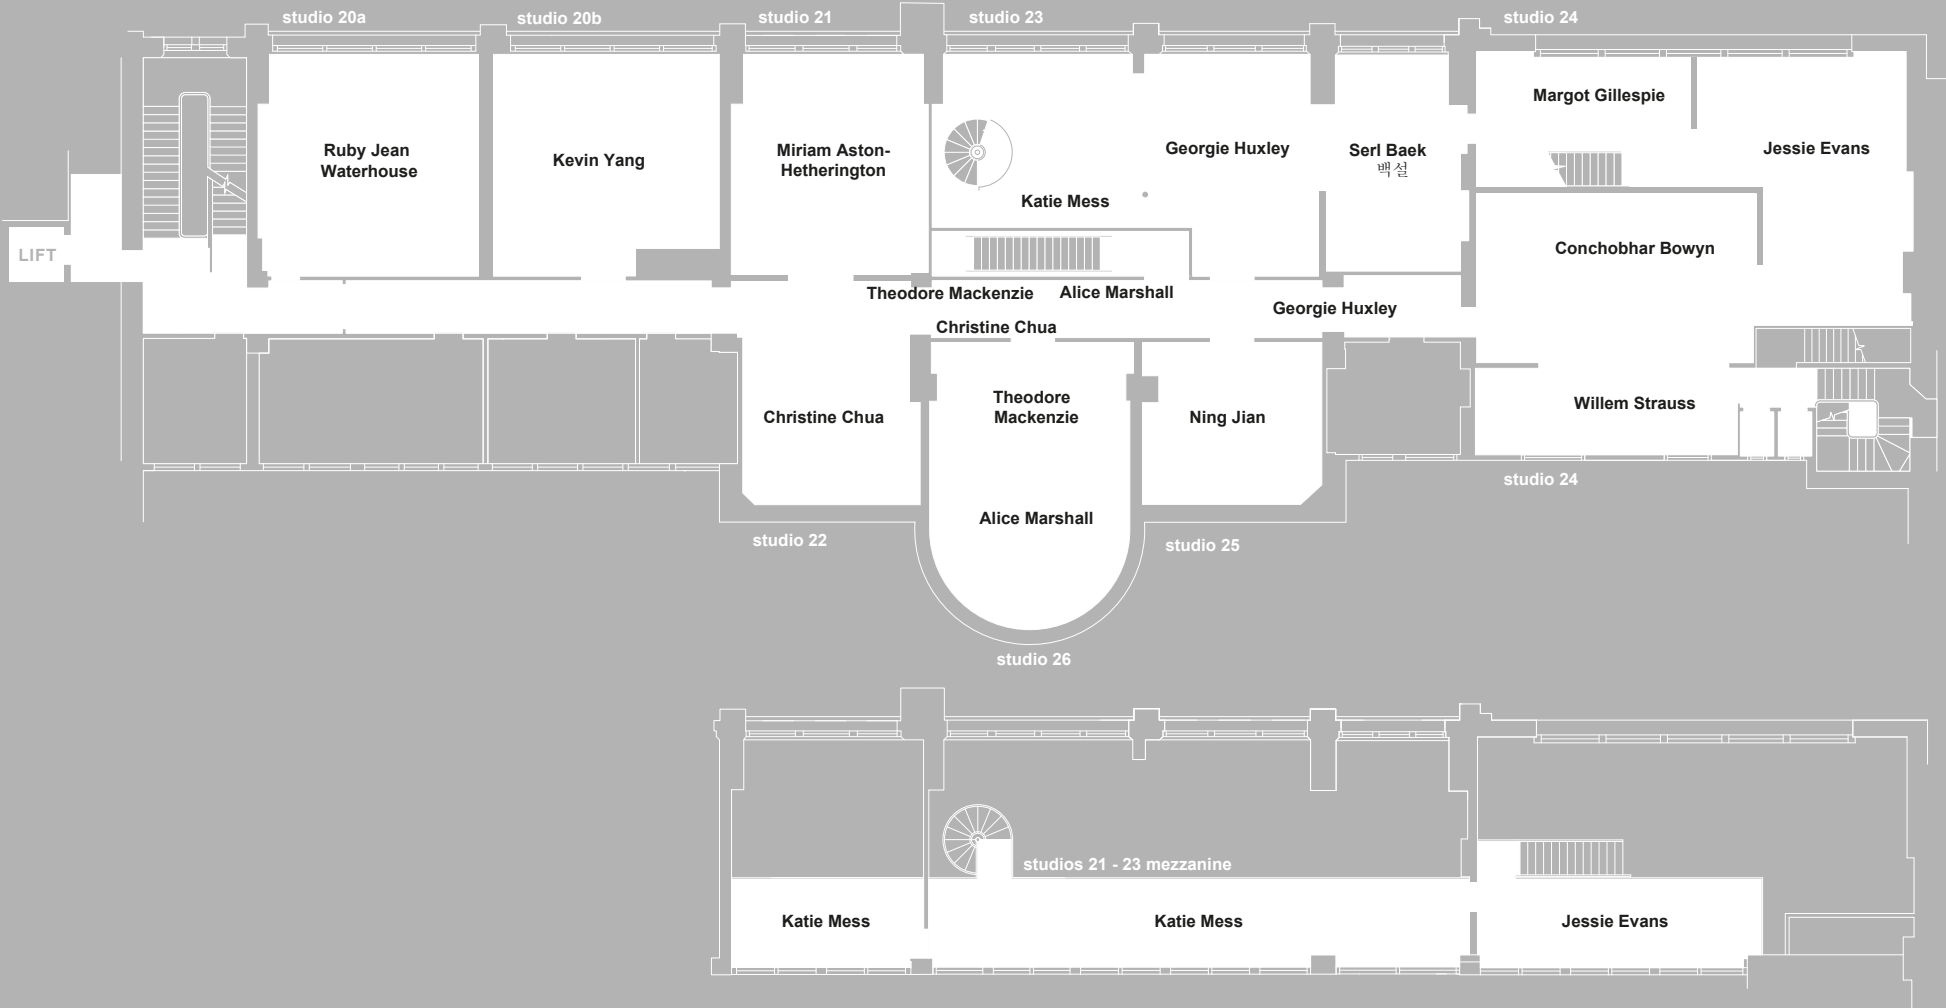 studio 20a
studio 20b
studio 21
studio 23
studio 24
Margot Gillespie
Ruby Jean
Waterhouse
Kevin Yang
Miriam Aston-
Hetherington
Georgie Huxley
Serl Baek
백설
Jessie Evans
Katie Mess
LIFT
Conchobhar Bowyn
Theodore Mackenzie
Alice Marshall
Georgie Huxley
Christine Chua
Theodore
Mackenzie
Christine Chua
Ning Jian
Willem Strauss
studio 24
Alice Marshall
studio 22
studio 25
studio 26
studios 21 - 23 mezzanine
Katie Mess
Katie Mess
Jessie Evans